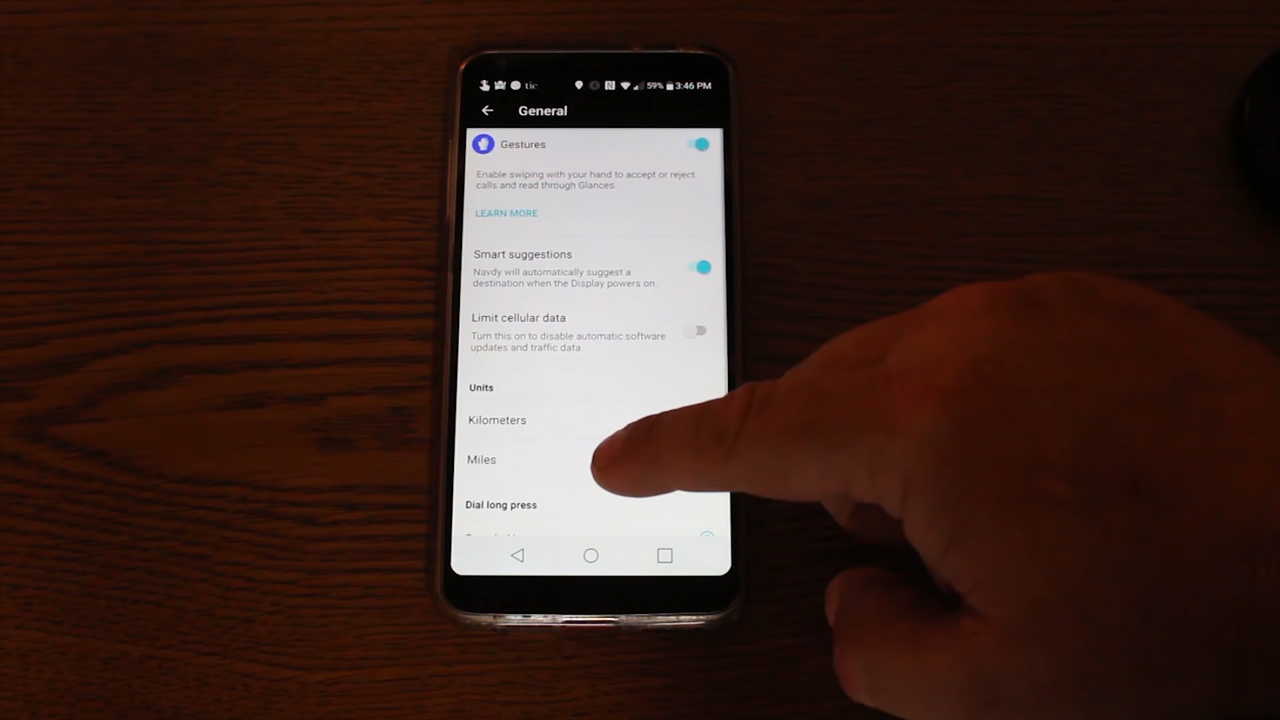 tic 59% 3:46 PM
General
Gestures
Enable swiping with your hand to accept or reject
calls and read through Glances.
LEARN MORE
Smart suggestions
Navdy will automatically suggest a
destination when the Display powers on.
Limit cellular data
Turn this on to disable automatic software
updates and traffic data.
Units
Kilometers
Miles
Dial long press